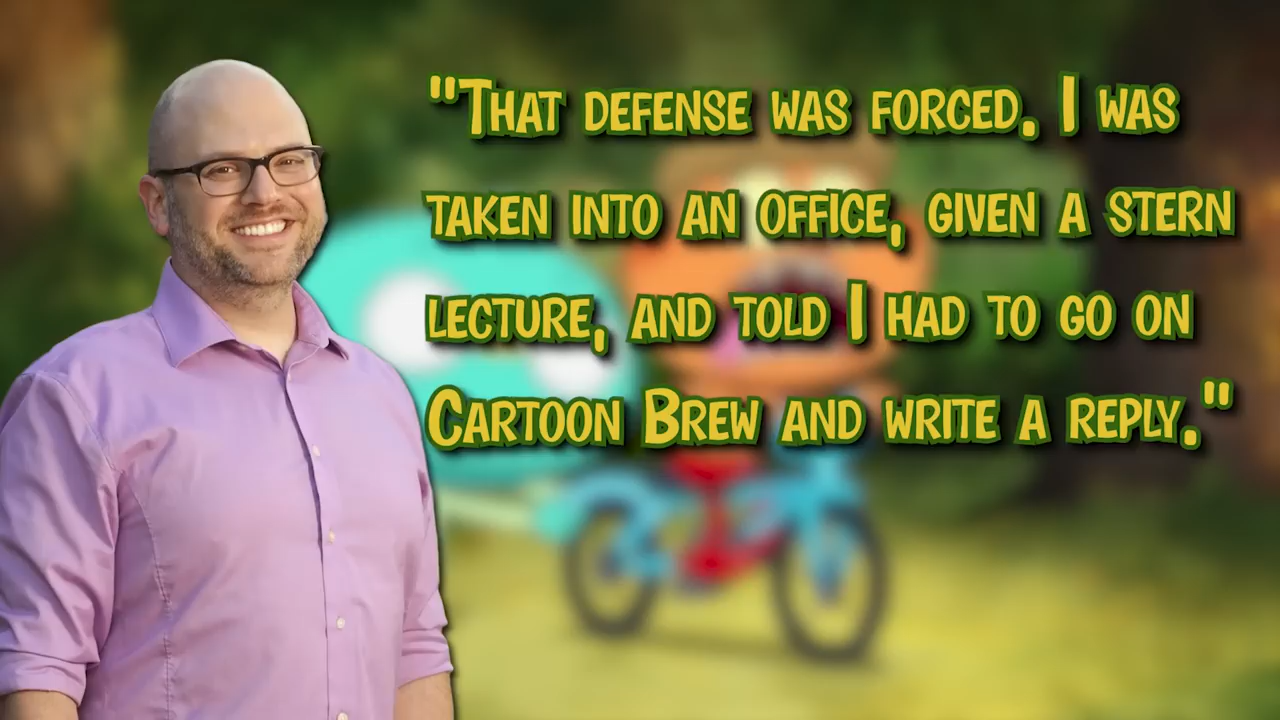 "That defense was forced. I was
taken into an office, given a stern
lecture, and told I had to go on
Cartoon Brew and write a reply."